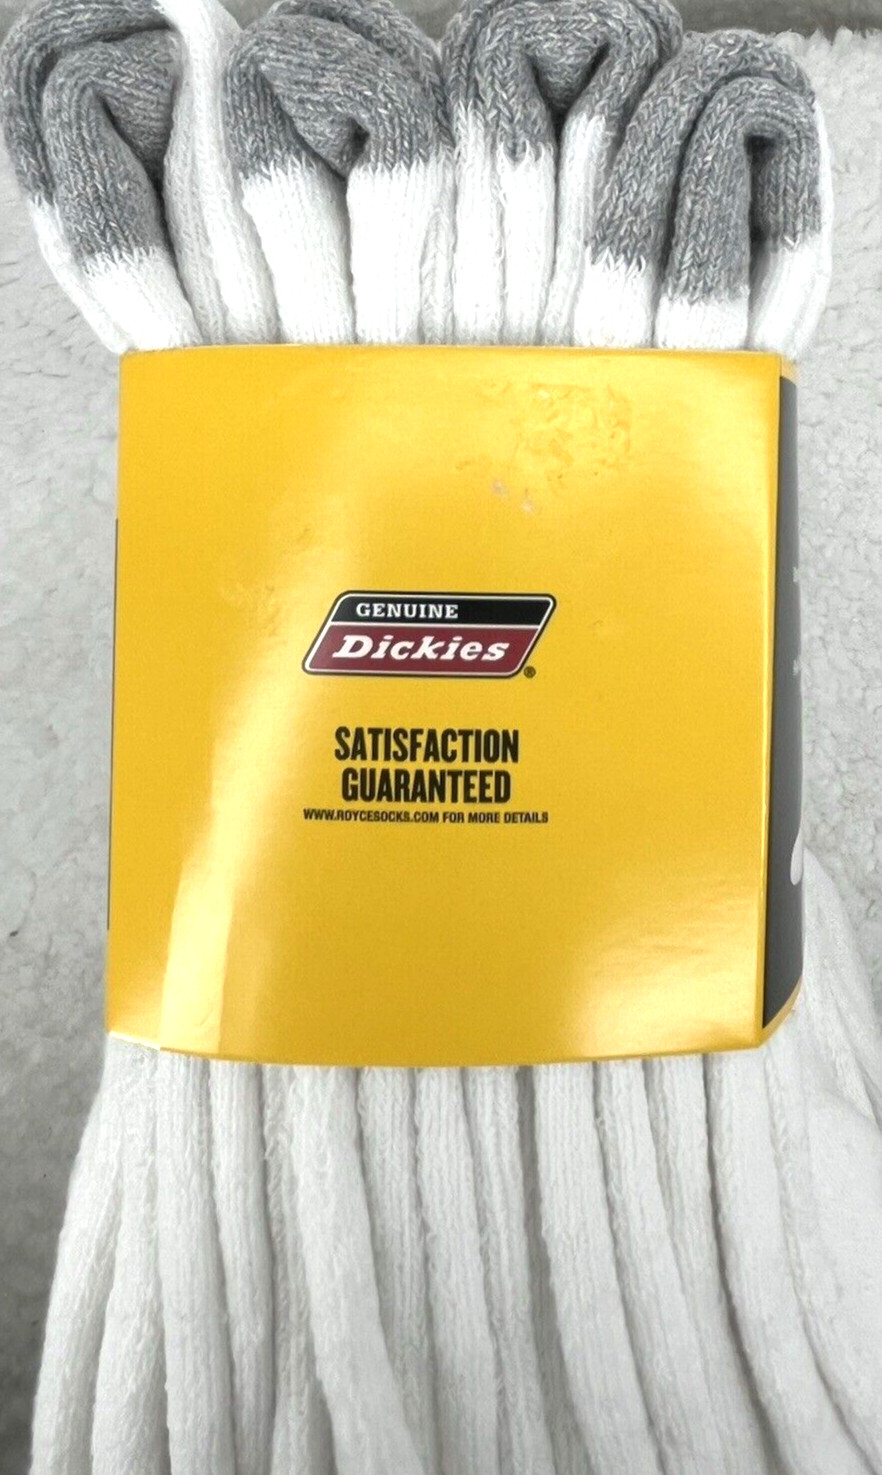 GENUINE
Dickies®
SATISFACTION
GUARANTEED
WWW.ROYCESOCKS.COM FOR MORE DETAILS